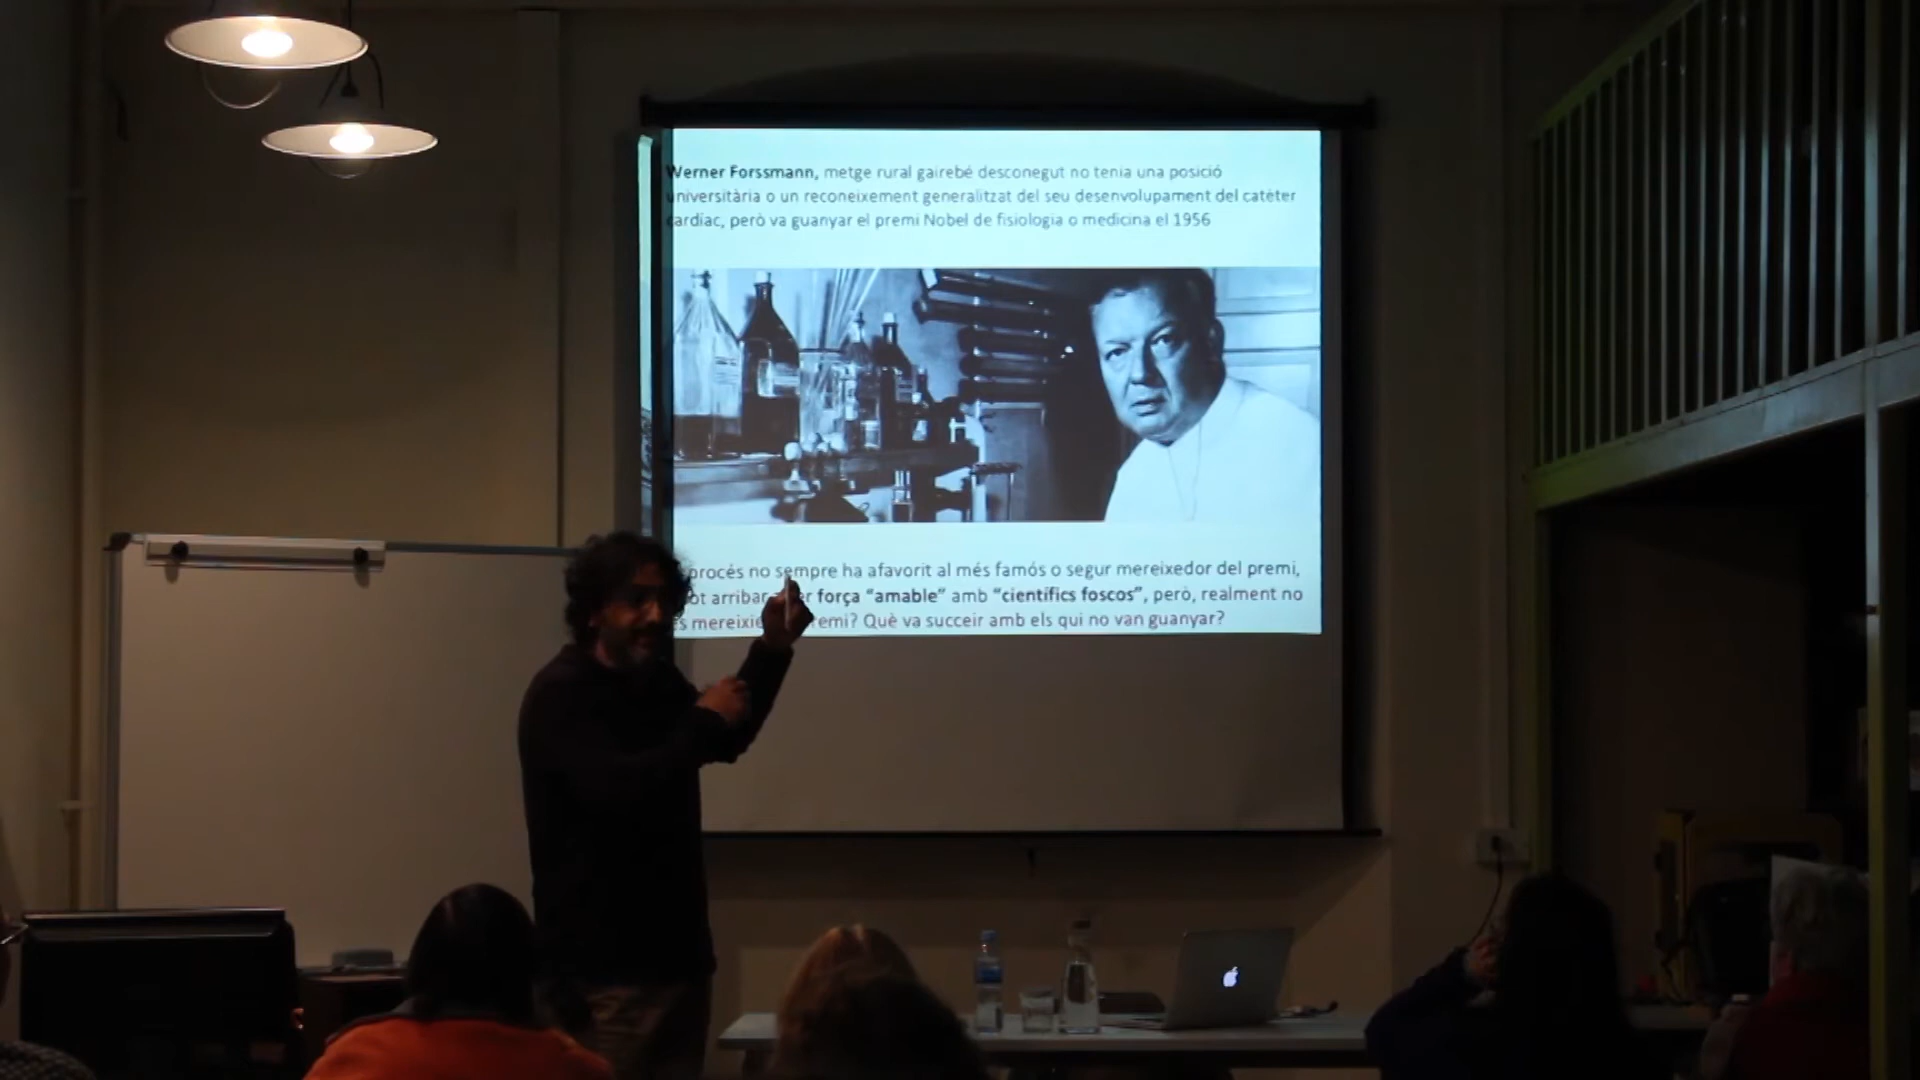 Werner Forssmann, metge rural gairebé desconegut no tenia una posició
universitària o un reconeixement generalitzat del seu desenvolupament del catèter
cardíac, però va guanyar el premi Nobel de fisiologia o medicina el 1956
procés no sempre ha afavorit al més famós o segur mereixedor del premi,
arribar força “amable” amb “científics foscos”, però, realment no
premi? Què va succeir amb els qui no van guanyar?